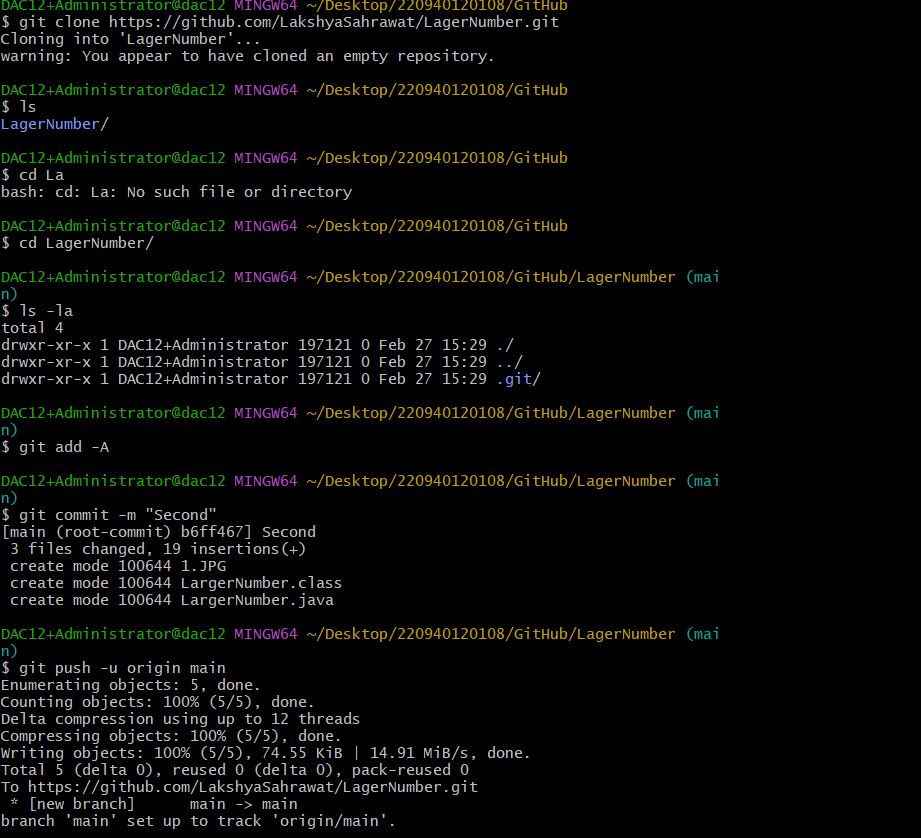 DAC12+Administrator@dac12 MINGW64 ~/Desktop/220940120108/GitHub
$ git clone https://github.com/LakshyaSahrawat/LagerNumber.git
Cloning into 'LagerNumber'...
warning: You appear to have cloned an empty repository.
DAC12+Administrator@dac12 MINGW64 ~/Desktop/220940120108/GitHub
$ ls
LagerNumber/
DAC12+Administrator@dac12 MINGW64 ~/Desktop/220940120108/GitHub
$ cd La
bash: cd: La: No such file or directory
DAC12+Administrator@dac12 MINGW64 ~/Desktop/220940120108/GitHub
$ cd LagerNumber/
DAC12+Administrator@dac12 MINGW64 ~/Desktop/220940120108/GitHub/LagerNumber (mai
n)
$ ls -la
total 4
drwxr-xr-x 1 DAC12+Administrator 197121 0 Feb 27 15:29 ./
drwxr-xr-x 1 DAC12+Administrator 197121 0 Feb 27 15:29 ../
drwxr-xr-x 1 DAC12+Administrator 197121 0 Feb 27 15:29 .git/
DAC12+Administrator@dac12 MINGW64 ~/Desktop/220940120108/GitHub/LagerNumber (mai
n)
$ git add -A
DAC12+Administrator@dac12 MINGW64 ~/Desktop/220940120108/GitHub/LagerNumber (mai
n)
$ git commit -m "Second"
[main (root-commit) b6ff467] Second
 3 files changed, 19 insertions(+)
 create mode 100644 1.JPG
 create mode 100644 LargerNumber.class
 create mode 100644 LargerNumber.java
DAC12+Administrator@dac12 MINGW64 ~/Desktop/220940120108/GitHub/LagerNumber (mai
n)
$ git push -u origin main
Enumerating objects: 5, done.
Counting objects: 100% (5/5), done.
Delta compression using up to 12 threads
Compressing objects: 100% (5/5), done.
Writing objects: 100% (5/5), 74.55 KiB | 14.91 MiB/s, done.
Total 5 (delta 0), reused 0 (delta 0), pack-reused 0
To https://github.com/LakshyaSahrawat/LagerNumber.git
 * [new branch]      main -> main
branch 'main' set up to track 'origin/main'.